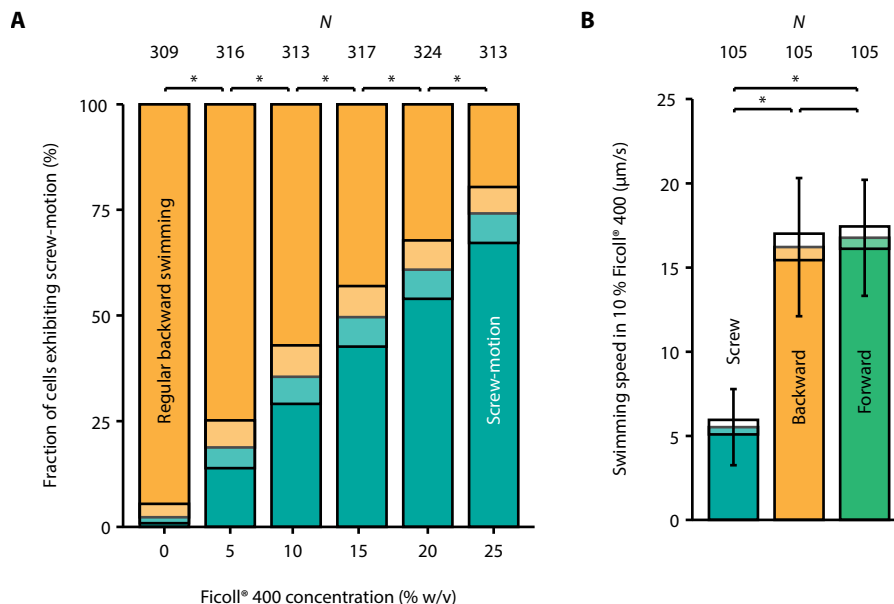 A
N
309 316 313 317 324 313
* * * * *
Fraction of cells exhibiting screw-motion (%)
100
75
50
25
0
Regular backward swimming
Screw-motion
0 5 10 15 20 25
Ficoll® 400 concentration (% w/v)
B
N
105 105 105
*
*
Swimming speed in 10 % Ficoll® 400 (µm/s)
25
20
15
10
5
0
Screw
Backward
Forward